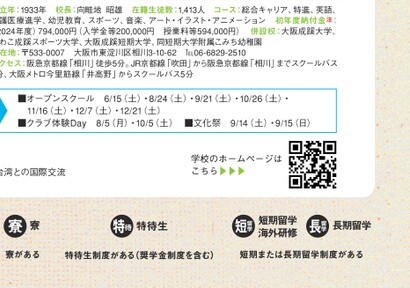 立年：1933年　校長：向畦地 昭雄　在籍生徒数：1,413人　コース：総合キャリア、特進、英語、
護医療進学、幼児教育、スポーツ、音楽、アート・イラスト・アニメーション　初年度納付金注：
2024年度）794,000円（入学金等200,000円　授業料等594,000円）　併設校：大阪成蹊大学、
わこ成蹊スポーツ大学、大阪成蹊短期大学、同短期大学附属こみち幼稚園
在地：〒533-0007　大阪市東淀川区相川3-10-62　℡06-6829-2510
クセス：阪急京都線「相川」徒歩5分。JR京都線「吹田」から阪急京都線「相川」までスクールバス
分、大阪メトロ今里筋線「井高野」からスクールバス5分
■オープンスクール　6/15（土）・8/24（土）・9/21（土）・10/26（土）・
11/16（土）・12/7（土）・12/21（土）
■クラブ体験Day　8/5（月）・10/5（土）　■文化祭　9/14（土）・9/15（日）
学校のホームページは
こちら▶▶▶
台湾との国際交流
寮 寮
特待 特待生
短留学 短期留学
海外研修
長留学 長期留学
寮がある
特待生制度がある（奨学金制度を含む）
短期または長期留学制度がある